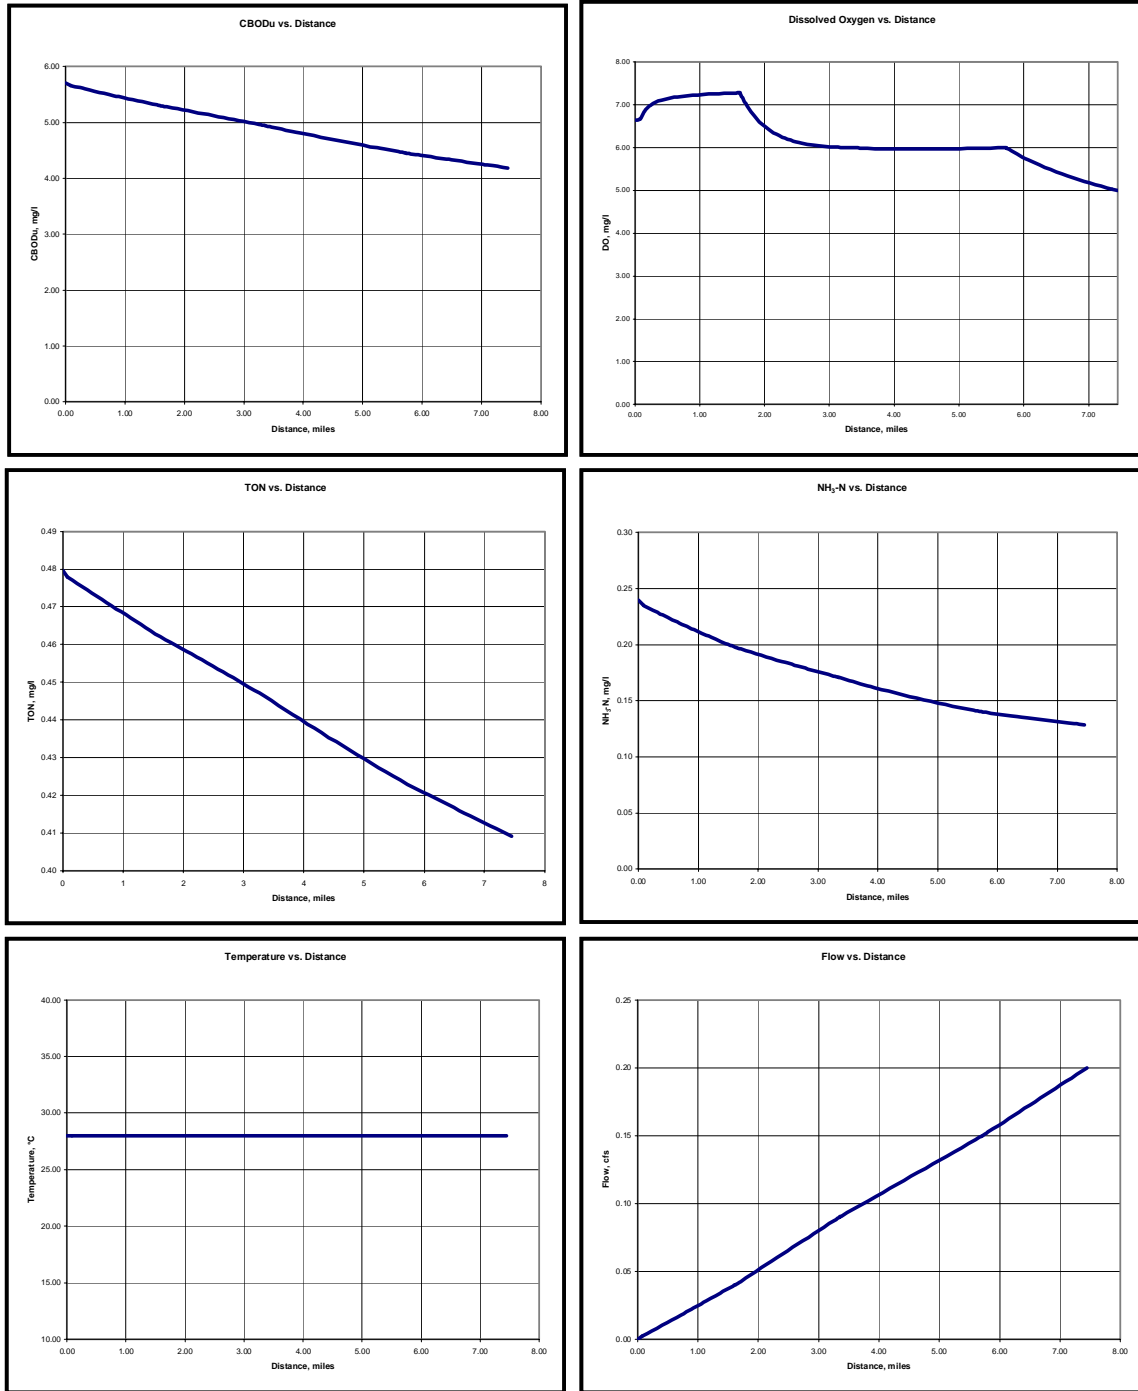 CBODu vs. Distance
6.00
5.00
4.00
3.00
2.00
1.00
0.00
CBODu, mg/l
0.00 1.00 2.00 3.00 4.00 5.00 6.00 7.00 8.00
Distance, miles
Dissolved Oxygen vs. Distance
8.00
7.00
6.00
5.00
4.00
3.00
2.00
1.00
0.00
DO, mg/l
0.00 1.00 2.00 3.00 4.00 5.00 6.00 7.00
Distance, miles
TON vs. Distance
0.49
0.48
0.47
0.46
0.45
0.44
0.43
0.42
0.41
0.40
TON, mg/l
0 1 2 3 4 5 6 7 8
Distance, miles
NH₃-N vs. Distance
0.30
0.25
0.20
0.15
0.10
0.05
0.00
NH₃-N, mg/l
0.00 1.00 2.00 3.00 4.00 5.00 6.00 7.00 8.00
Distance, miles
Temperature vs. Distance
40.00
35.00
30.00
25.00
20.00
15.00
10.00
Temperature, °C
0.00 1.00 2.00 3.00 4.00 5.00 6.00 7.00 8.00
Distance, miles
Flow vs. Distance
0.25
0.20
0.15
0.10
0.05
0.00
Flow, cfs
0.00 1.00 2.00 3.00 4.00 5.00 6.00 7.00 8.00
Distance, miles